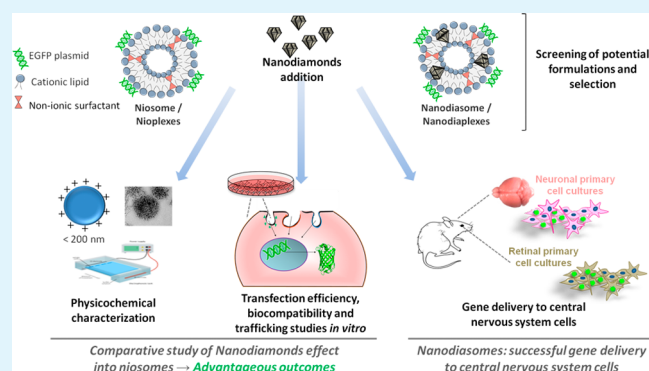 EGFP plasmid
Cationic lipid
Non-ionic surfactant
Niosome /
Nioplexes
Nanodiamonds
addition
Nanodiasome /
Nanodiaplexes
Screening of potential
formulations and
selection
+ + + + + + + + + + + +
< 200 nm
Physicochemical
characterization
Transfection efficiency,
biocompatibility and
trafficking studies in vitro
Neuronal primary
cell cultures
Retinal primary
cell cultures
Gene delivery to central
nervous system cells
Comparative study of Nanodiamonds effect
into niosomes → Advantageous outcomes
Nanodiasomes: successful gene delivery
to central nervous system cells